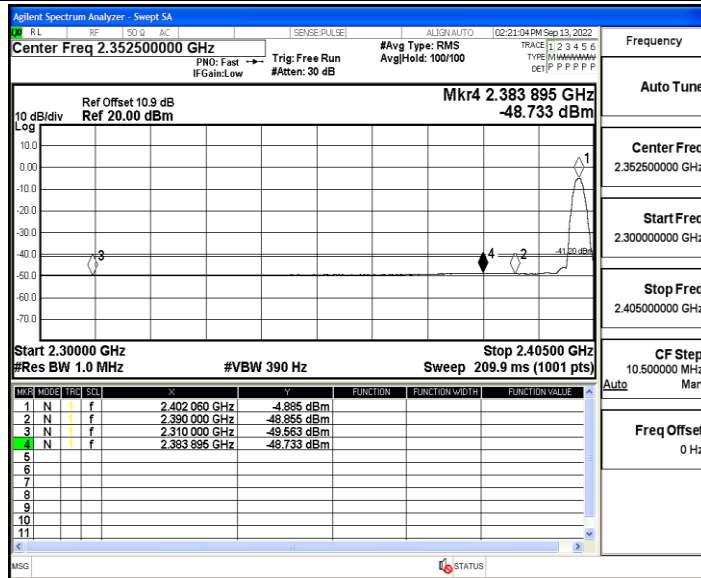 Agilent Spectrum Analyzer - Swept SA
RL RF 50 Ω AC SENSE:PULSE ALIGN AUTO 02:21:04 PM Sep 13, 2022
Center Freq 2.352500000 GHz
PNO: Fast
IFGain:Low
Trig: Free Run
#Atten: 30 dB
#Avg Type: RMS
Avg|Hold: 100/100
TRACE 1 2 3 4 5 6
TYPE M
DET P P P P P P
Ref Offset 10.9 dB
Ref 20.00 dBm
10 dB/div
Log
Mkr4 2.383 895 GHz
-48.733 dBm
10.0
0.00
-10.0
-20.0
-30.0
-40.0
-50.0
-60.0
-70.0
1
2
3
4
-41.20 dBm
Start 2.30000 GHz
Stop 2.40500 GHz
#Res BW 1.0 MHz
#VBW 390 Hz
Sweep 209.9 ms (1001 pts)
MKR MODE TRC SCL X Y FUNCTION FUNCTION WIDTH FUNCTION VALUE
1 N 1 f 2.402 060 GHz -4.885 dBm
2 N 1 f 2.390 000 GHz -48.855 dBm
3 N 1 f 2.310 000 GHz -49.563 dBm
4 N 1 f 2.383 895 GHz -48.733 dBm
5
6
7
8
9
10
11
MSG
STATUS
Frequency
Auto Tune
Center Freq
2.352500000 GHz
Start Freq
2.300000000 GHz
Stop Freq
2.405000000 GHz
CF Step
10.500000 MHz
Auto Man
Freq Offset
0 Hz